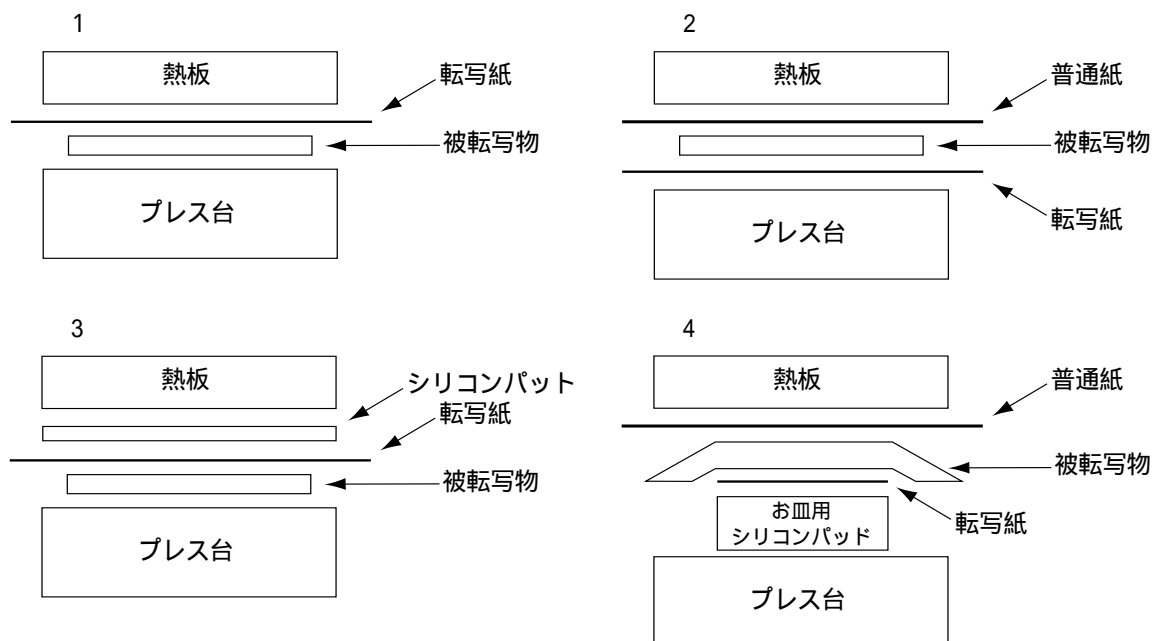 1
熱板
転写紙
被転写物
プレス台
2
熱板
普通紙
被転写物
プレス台
転写紙
3
熱板
シリコンパット
転写紙
被転写物
プレス台
4
熱板
普通紙
被転写物
転写紙
お皿用
シリコンパッド
プレス台